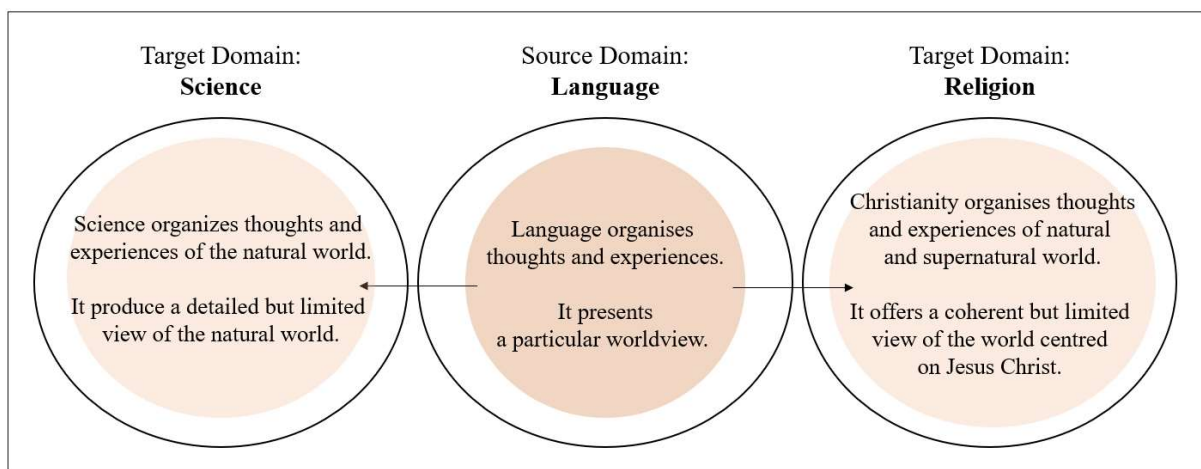 Target Domain:
Science
Science organizes thoughts and
experiences of the natural world.
It produce a detailed but limited
view of the natural world.
Source Domain:
Language
Language organises
thoughts and experiences.
It presents
a particular worldview.
Target Domain:
Religion
Christianity organises thoughts
and experiences of natural
and supernatural world.
It offers a coherent but limited
view of the world centred
on Jesus Christ.